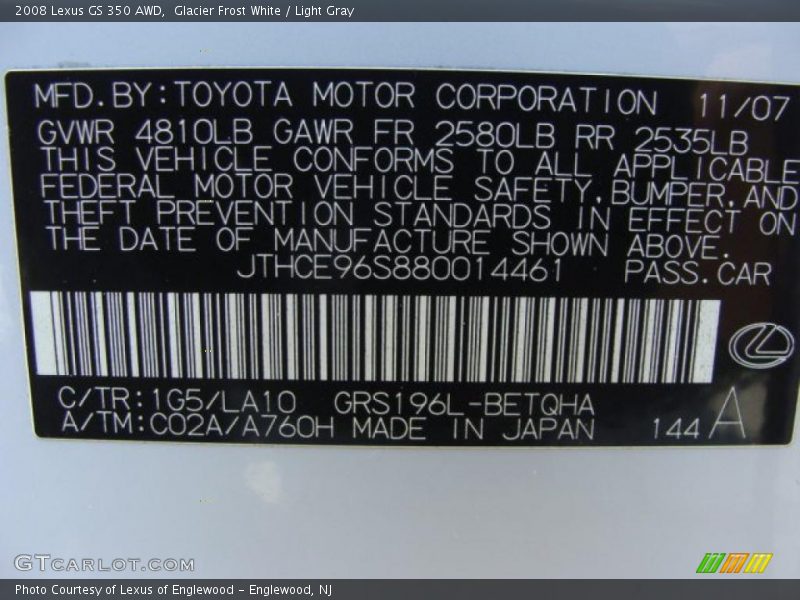 2008 Lexus GS 350 AWD,  Glacier Frost White / Light Gray
MFD.BY:TOYOTA MOTOR CORPORATION 11/07
GVWR 4810LB GAWR FR 2580LB RR 2535LB
THIS VEHICLE CONFORMS TO ALL APPLICABLE
FEDERAL MOTOR VEHICLE SAFETY,BUMPER,AND
THEFT PREVENTION STANDARDS IN EFFECT ON
THE DATE OF MANUFACTURE SHOWN ABOVE.
JTHCE96S880014461 PASS.CAR
C/TR:1G5/LA10 GRS196L-BETQHA
A/TM:C02A/A760H MADE IN JAPAN 144 A
GTCARLOT.COM
Photo Courtesy of Lexus of Englewood - Englewood, NJ